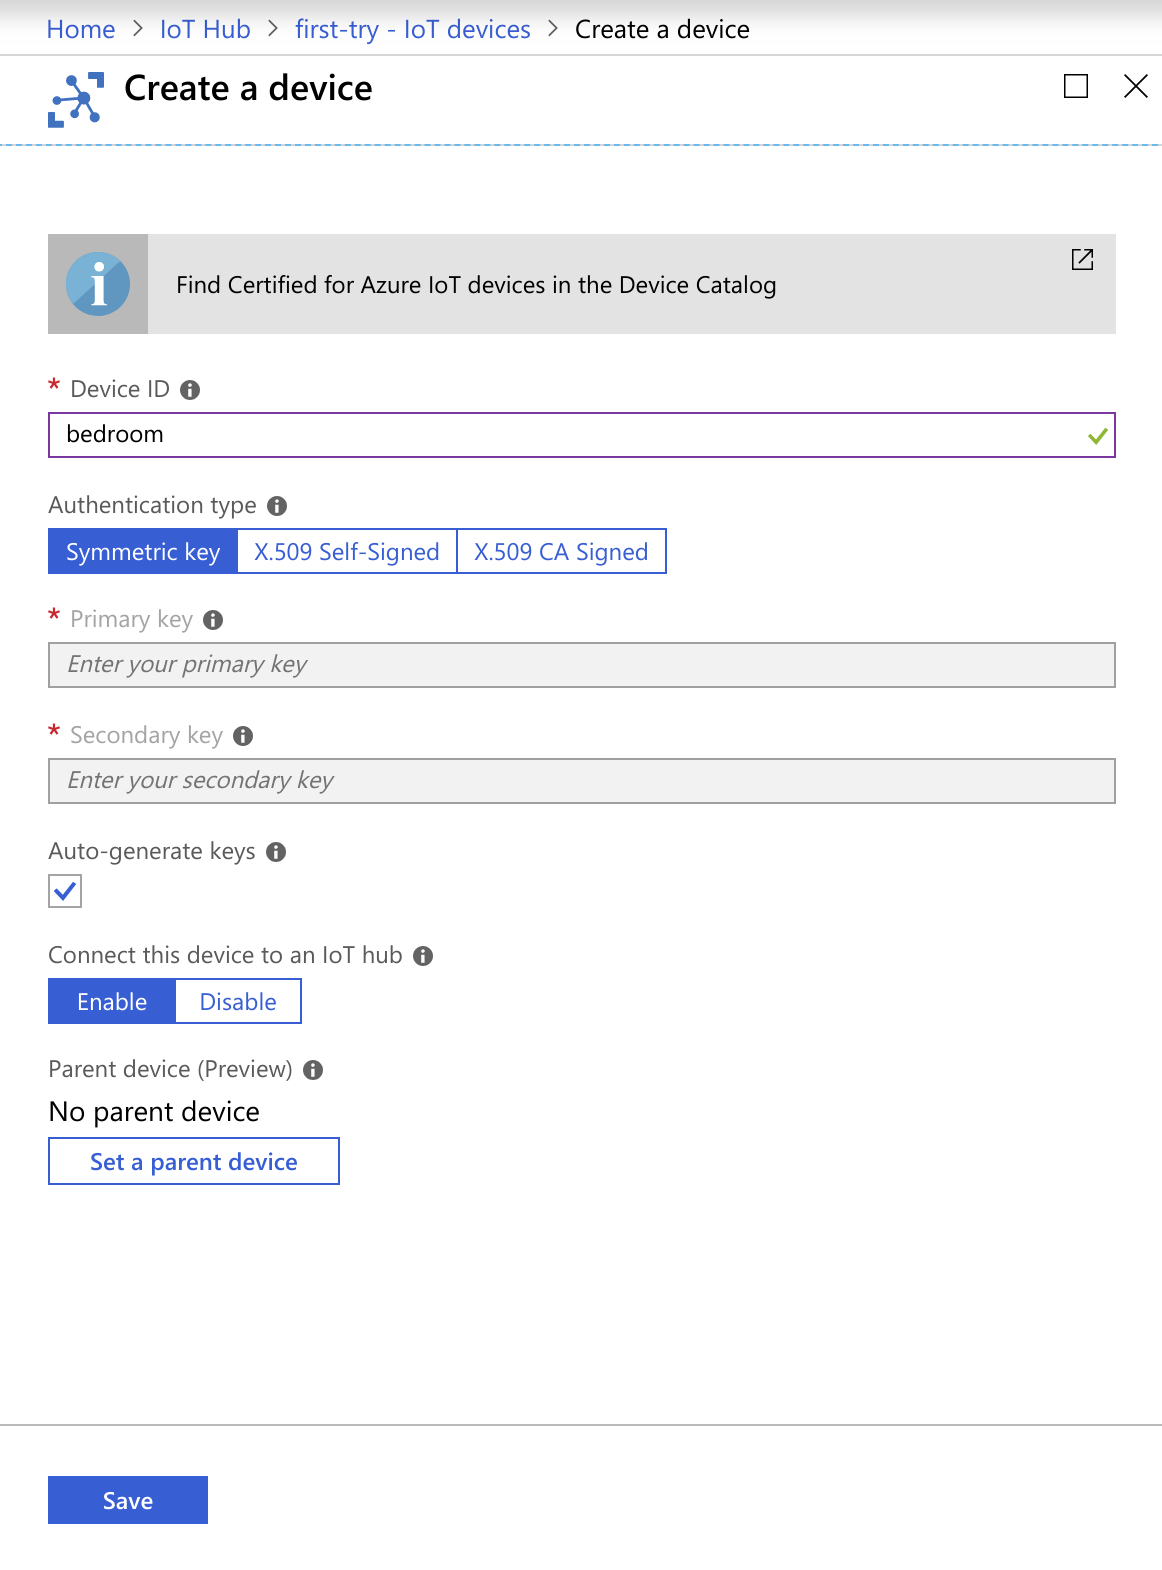 Home > IoT Hub > first-try - IoT devices > Create a device
Create a device
Find Certified for Azure IoT devices in the Device Catalog
* Device ID
bedroom
Authentication type
Symmetric key X.509 Self-Signed X.509 CA Signed
* Primary key
Enter your primary key
* Secondary key
Enter your secondary key
Auto-generate keys
Connect this device to an IoT hub
Enable Disable
Parent device (Preview)
No parent device
Set a parent device
Save